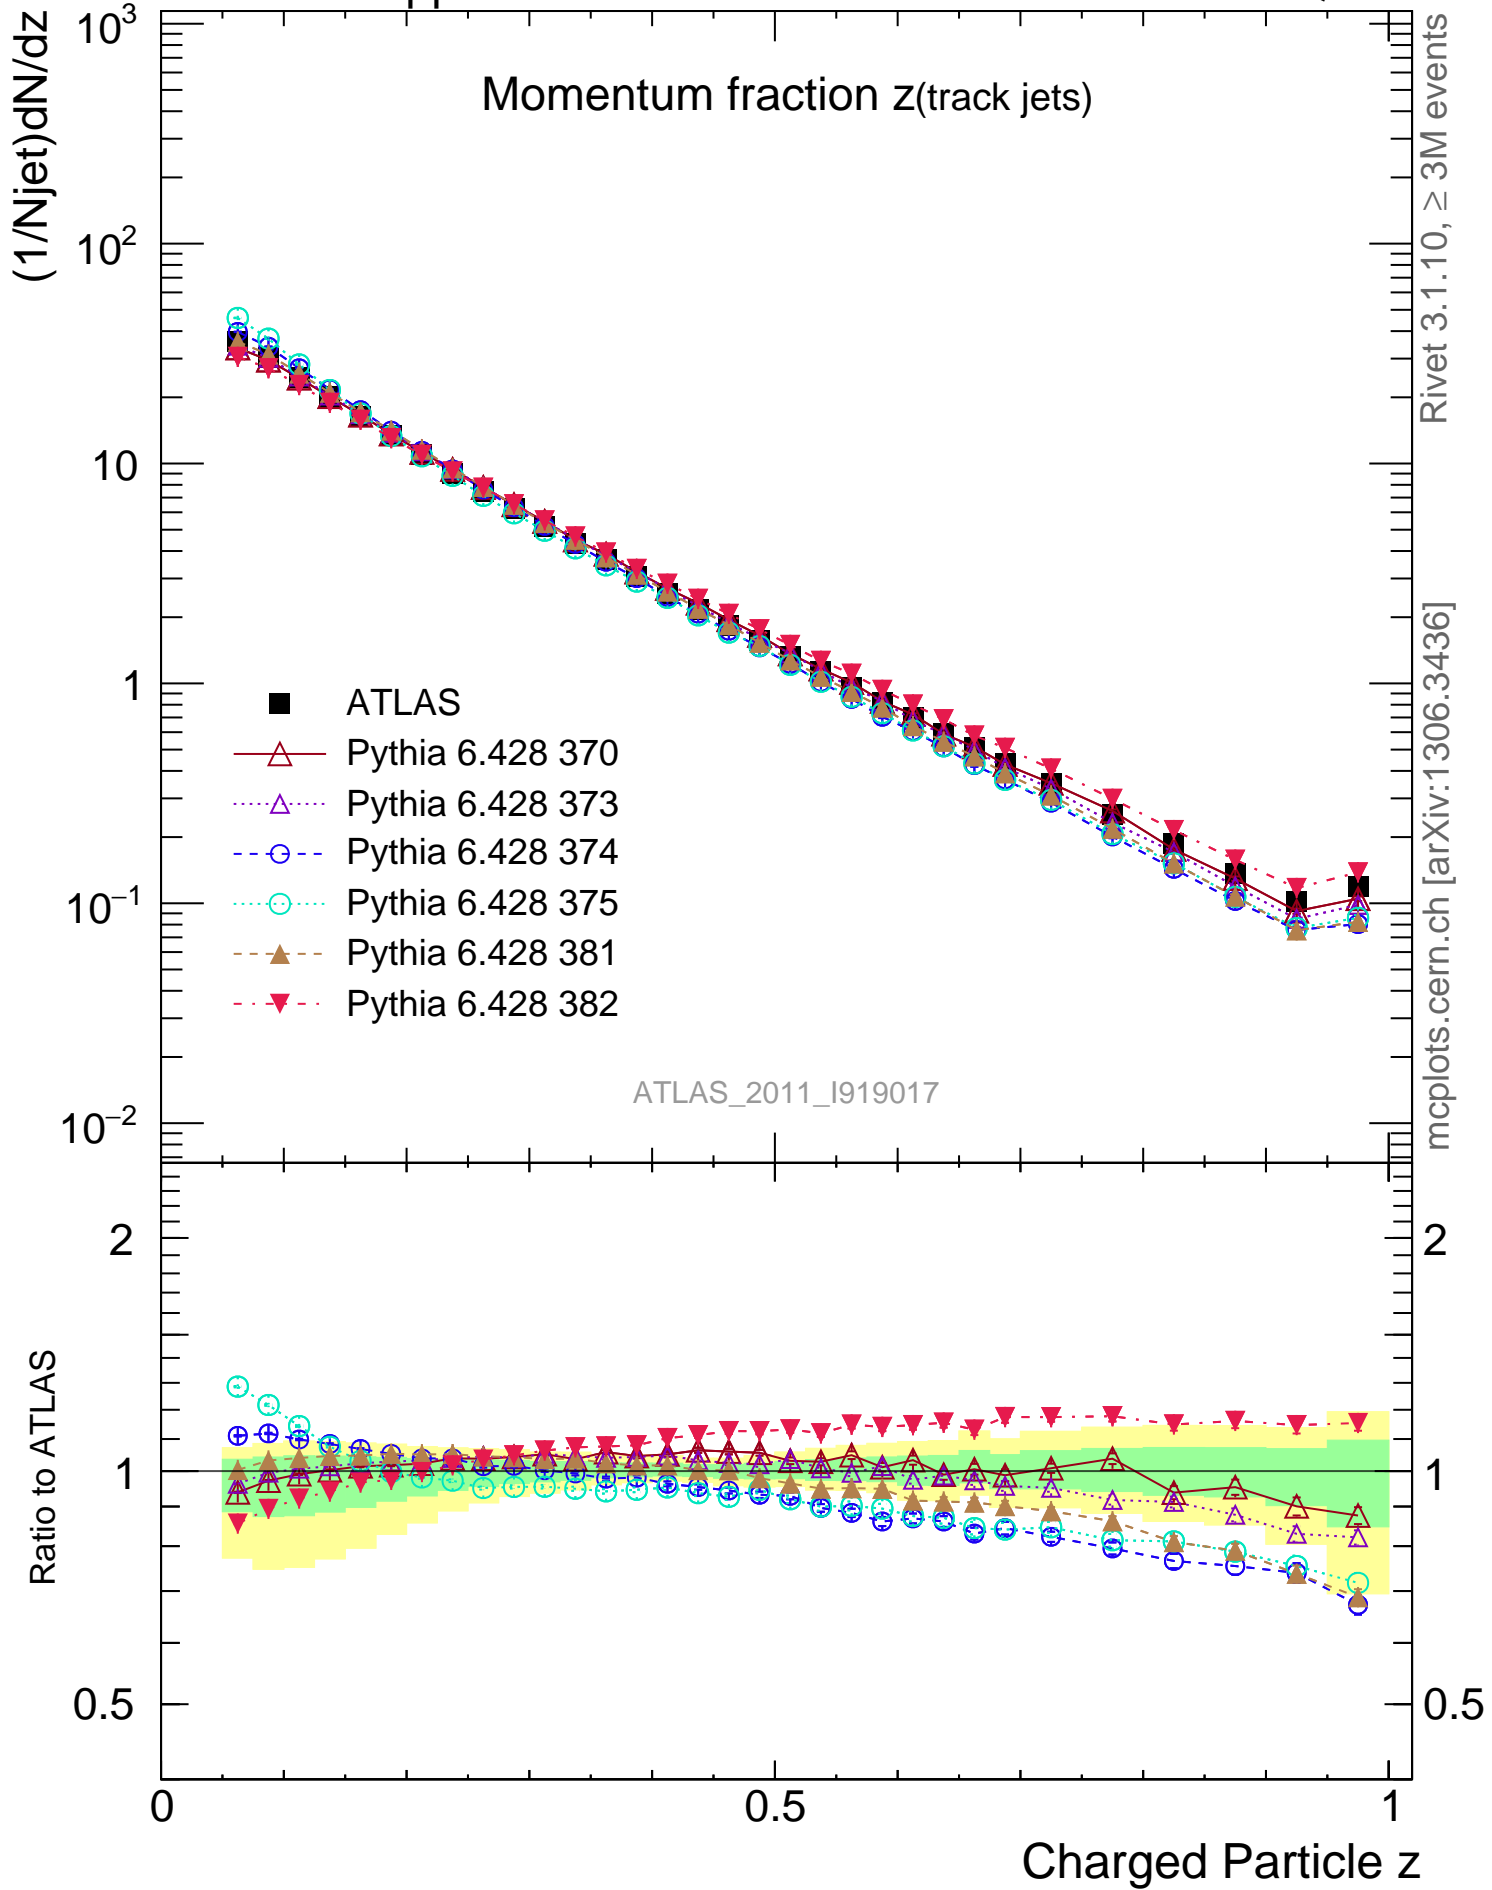 Momentum fraction z(track jets)
(1/Njet)dN/dz
10³
10²
10
1
10⁻¹
10⁻²
ATLAS
Pythia 6.428 370
Pythia 6.428 373
Pythia 6.428 374
Pythia 6.428 375
Pythia 6.428 381
Pythia 6.428 382
ATLAS_2011_I919017
Rivet 3.1.10, ≥ 3M events
mcplots.cern.ch [arXiv:1306.3436]
Ratio to ATLAS
2
1
0.5
2
1
0.5
0
0.5
1
Charged Particle z